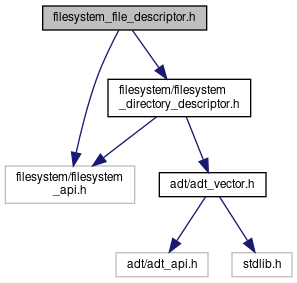 filesystem_file_descriptor.h
filesystem/filesystem
_directory_descriptor.h
filesystem/filesystem
_api.h
adt/adt_vector.h
adt/adt_api.h
stdlib.h